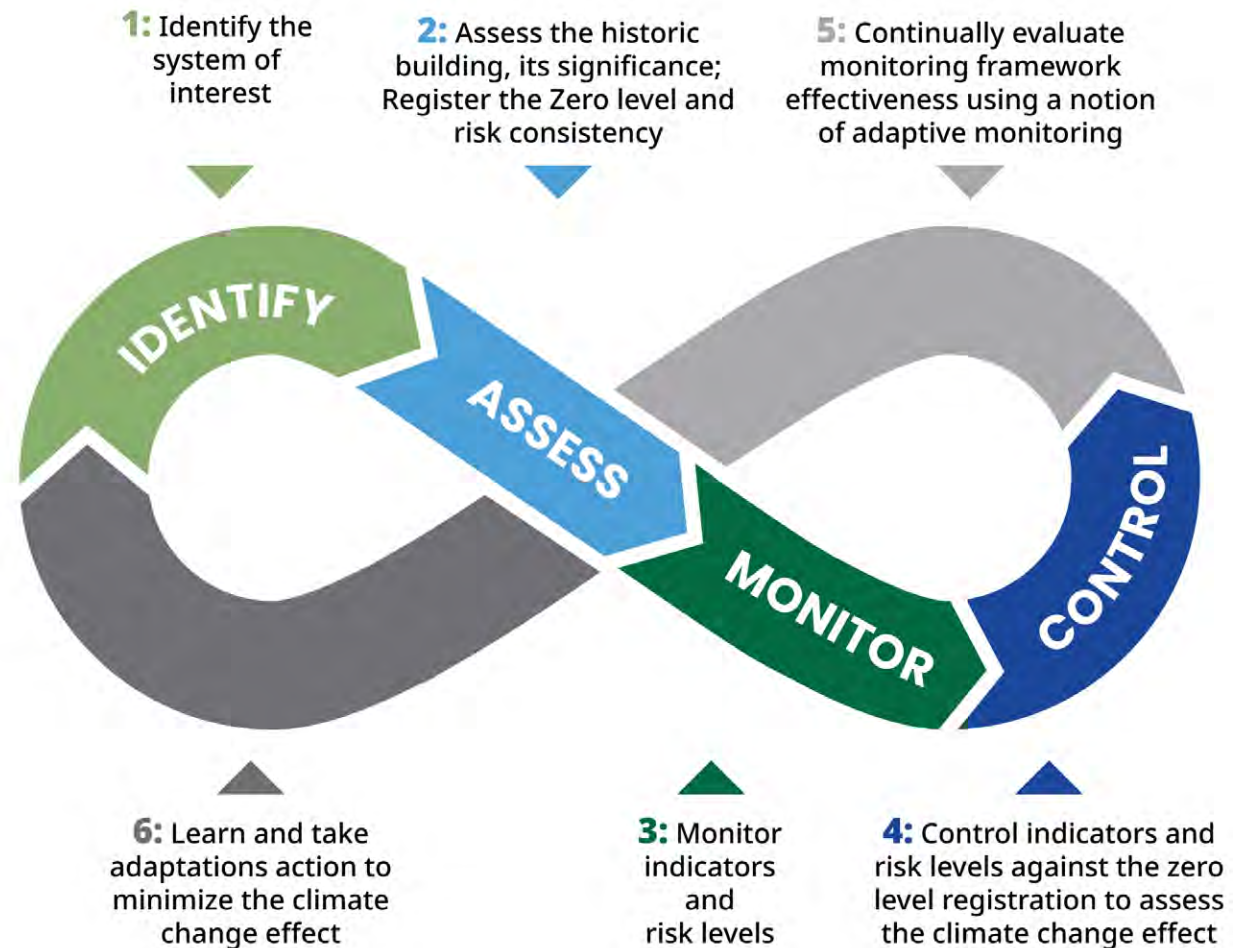 1: Identify the
system of
interest
2: Assess the historic
building, its significance;
Register the Zero level and
risk consistency
5: Continually evaluate
monitoring framework
effectiveness using a notion
of adaptive monitoring
IDENTIFY
ASSESS
MONITOR
CONTROL
6: Learn and take
adaptations action to
minimize the climate
change effect
3: Monitor
indicators
and
risk levels
4: Control indicators and
risk levels against the zero
level registration to assess
the climate change effect